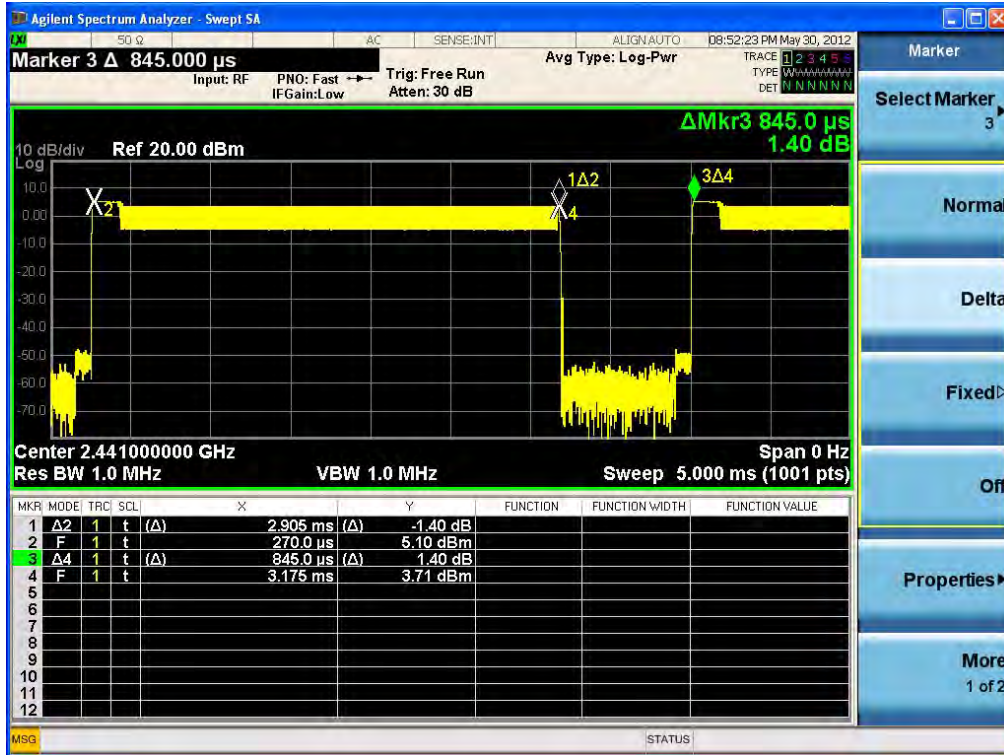 Agilent Spectrum Analyzer - Swept SA
LXI 50 Ω AC SENSE:INT ALIGN AUTO 08:52:23 PM May 30, 2012
Marker 3 Δ 845.000 µs
Input: RF PNO: Fast Trig: Free Run Avg Type: Log-Pwr TRACE 1 2 3 4 5 6
IFGain:Low Atten: 30 dB TYPE
DET N N N N N N
ΔMkr3 845.0 µs
1.40 dB
10 dB/div Ref 20.00 dBm
Log
10.0
0.00
-10.0
-20.0
-30.0
-40.0
-50.0
-60.0
-70.0
2
1Δ2
4
3Δ4
Center 2.441000000 GHz Span 0 Hz
Res BW 1.0 MHz VBW 1.0 MHz Sweep 5.000 ms (1001 pts)
MKR MODE TRC SCL X Y FUNCTION FUNCTION WIDTH FUNCTION VALUE
1 Δ2 1 t (Δ) 2.905 ms (Δ) -1.40 dB
2 F 1 t 270.0 µs 5.10 dBm
3 Δ4 1 t (Δ) 845.0 µs (Δ) 1.40 dB
4 F 1 t 3.175 ms 3.71 dBm
5
6
7
8
9
10
11
12
MSG STATUS
Marker
Select Marker
3
Normal
Delta
Fixed
Off
Properties
More
1 of 2